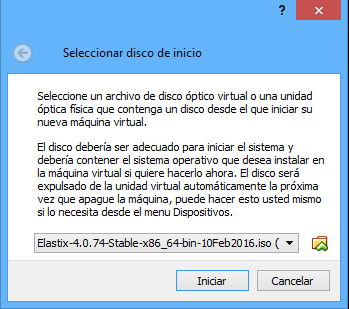 ?
Seleccionar disco de inicio
Seleccione un archivo de disco óptico virtual o una unidad
óptica física que contenga un disco desde el que iniciar su
nueva máquina virtual.
El disco debería ser adecuado para iniciar el sistema y
debería contener el sistema operativo que desea instalar en
la máquina virtual si quiere hacerlo ahora. El disco será
expulsado de la unidad virtual automáticamente la próxima
vez que apague la máquina, puede hacer esto usted mismo
si lo necesita desde el menu Dispositivos.
Elastix-4.0.74-Stable-x86_64-bin-10Feb2016.iso (
Iniciar
Cancelar